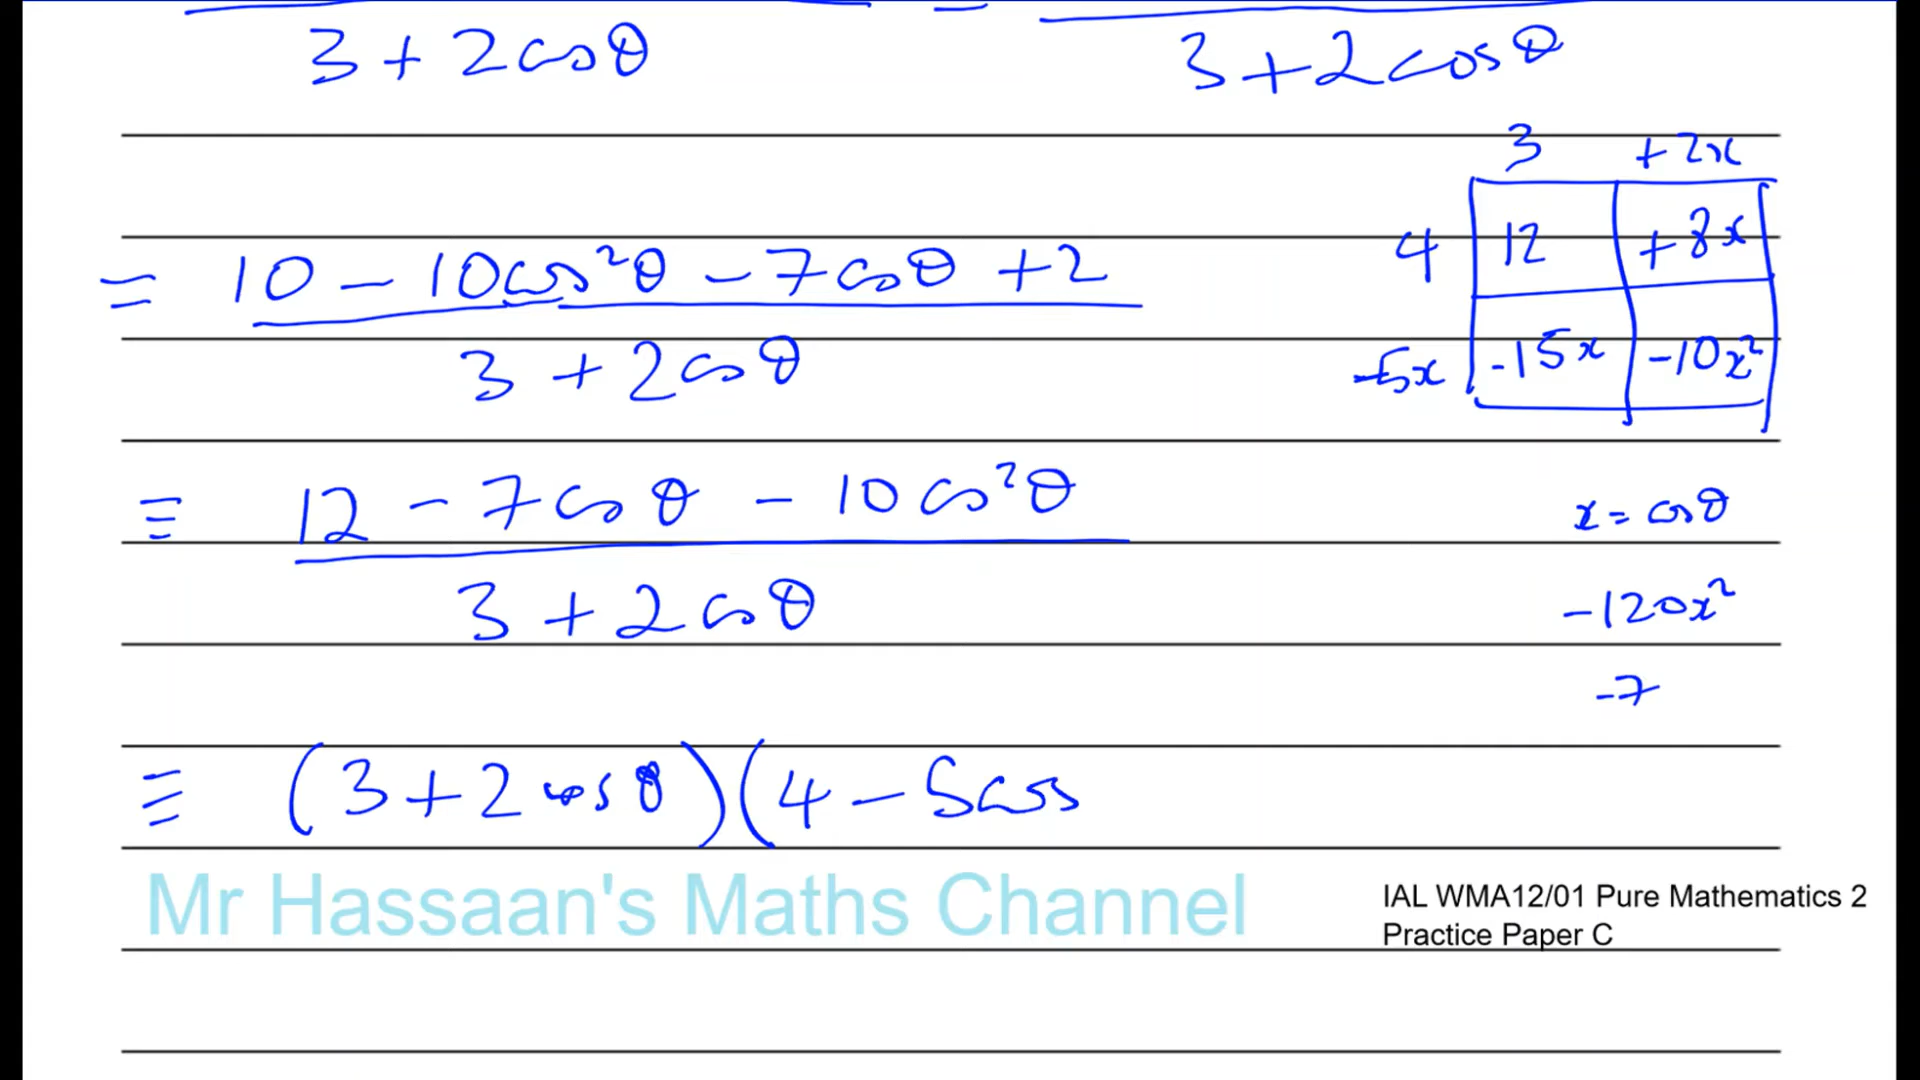 3 + 2cosθ = 3 + 2cosθ
3 + 2x
= 10 - 10cos²θ - 7cosθ + 2
4 12 + 8x
3 + 2cosθ
-5x - 15x - 10x²
≡ 12 - 7cosθ - 10cos²θ
x = cosθ
3 + 2cosθ
-120x²
-7
≡ (3 + 2cosθ)(4 - 5cos
Mr Hassaan's Maths Channel
IAL WMA12/01 Pure Mathematics 2
Practice Paper C